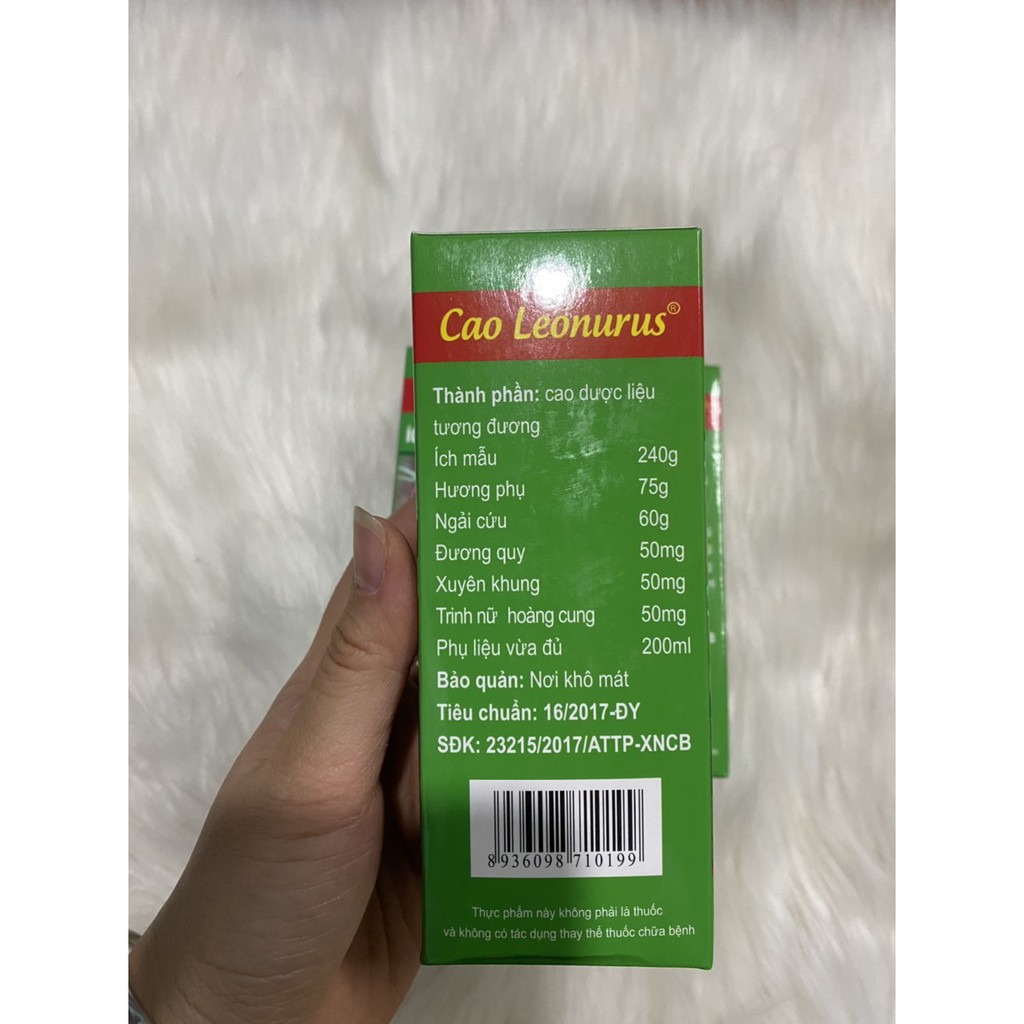 Cao Leonurus®
Thành phần: cao dược liệu
tương đương
Ích mẫu 240g
Hương phụ 75g
Ngải cứu 60g
Đương quy 50mg
Xuyên khung 50mg
Trinh nữ hoàng cung 50mg
Phụ liệu vừa đủ 200ml
Bảo quản: Nơi khô mát
Tiêu chuẩn: 16/2017-ĐY
SĐK: 23215/2017/ATTP-XNCB
8 936098 710199
Thực phẩm này không phải là thuốc
và không có tác dụng thay thế thuốc chữa bệnh